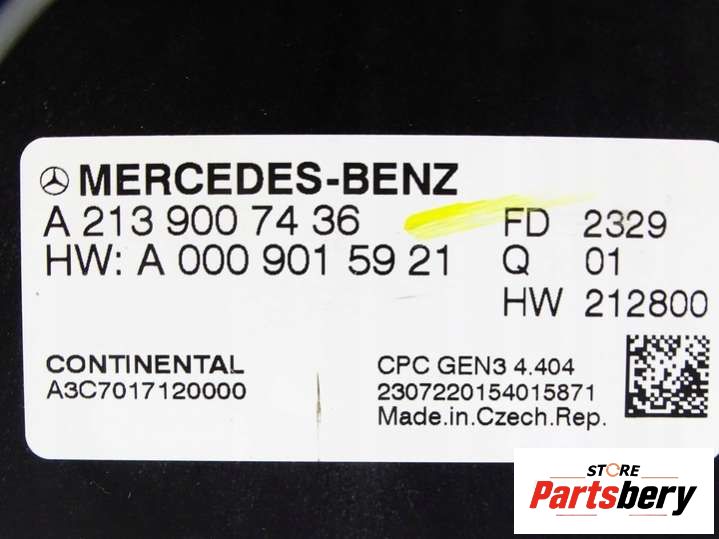 MERCEDES-BENZ
A 213 900 74 36
HW: A 000 901 59 21
FD 2329
Q 01
HW 212800
CONTINENTAL
A3C7017120000
CPC GEN3 4.404
2307220154015871
Made.in.Czech.Rep.
STORE
Partsbery